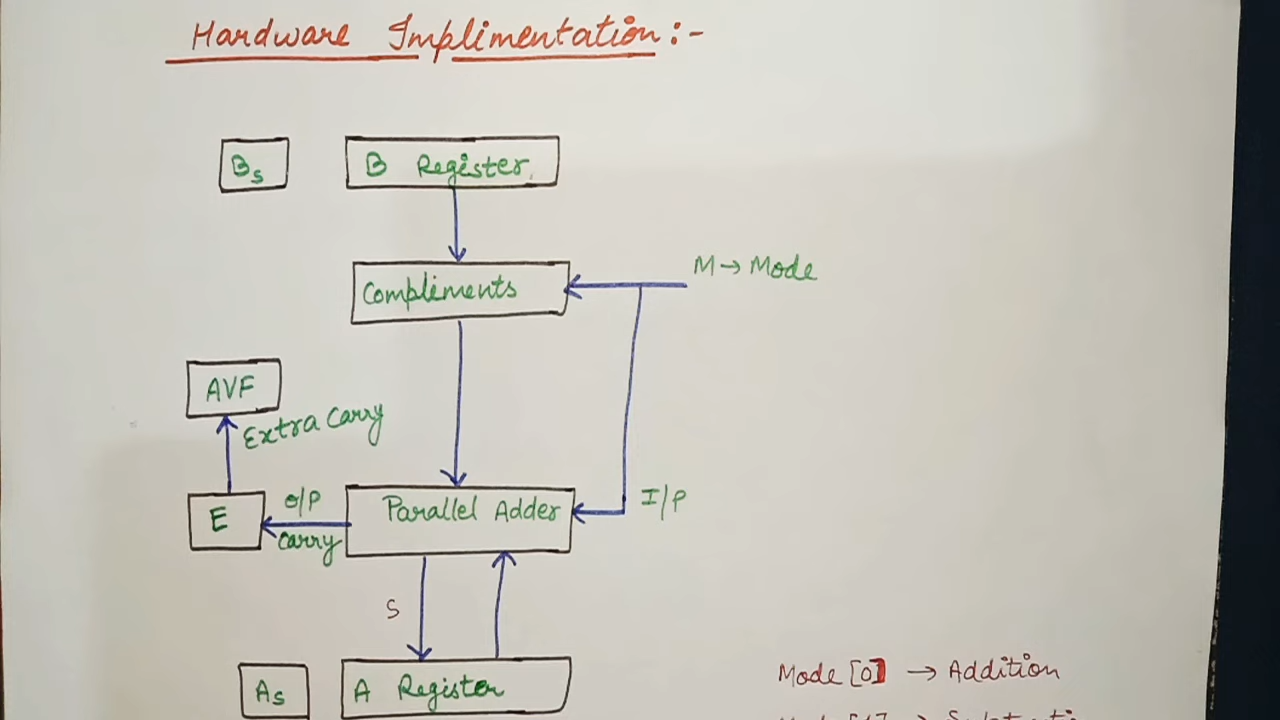 Hardware Implimentation:-
Bs
B Register
Compliments
M → Mode
AVF
Extra Carry
E
O/P
Carry
Parallel Adder
I/P
S
As
A Register
Mode [0] → Addition